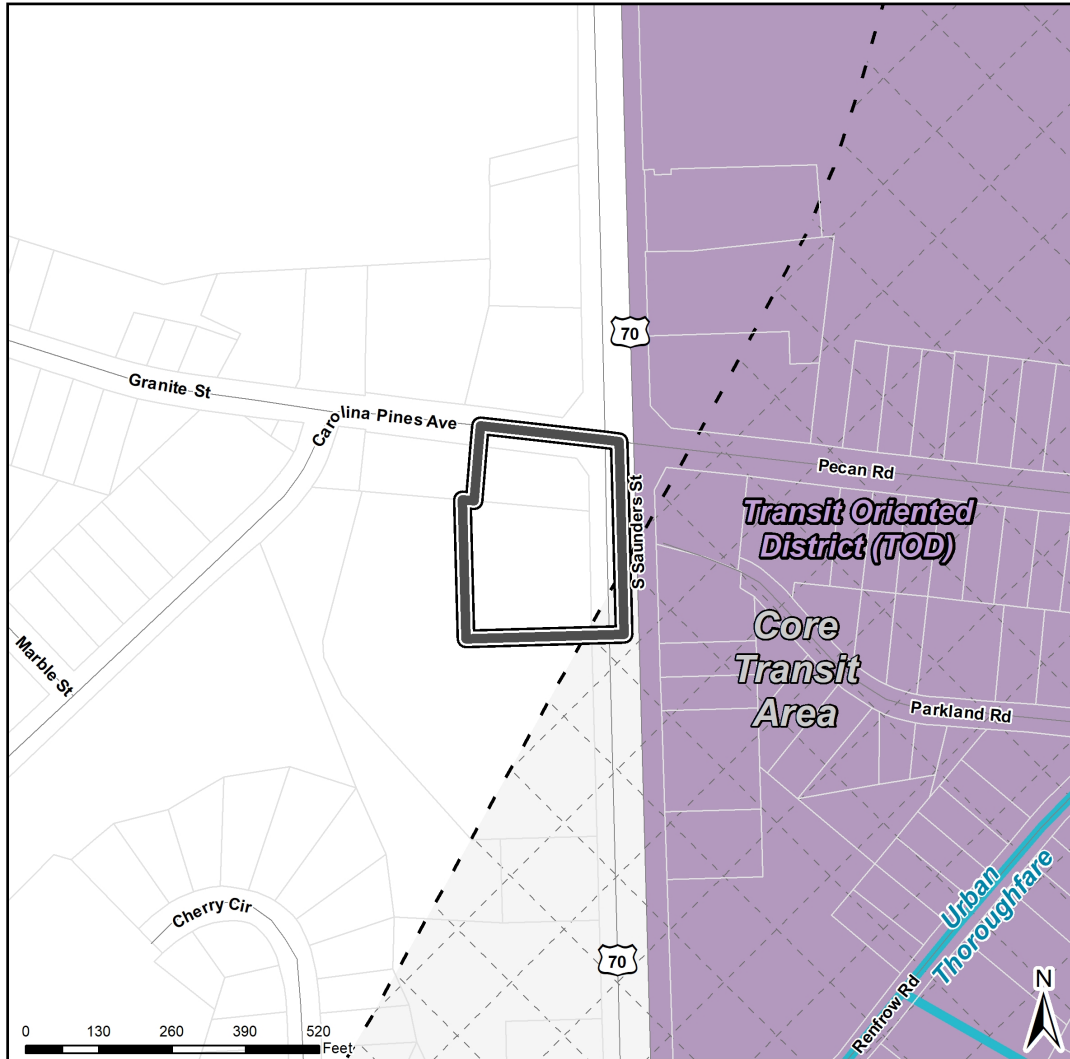 70
Granite St
Carolina Pines Ave
Pecan Rd
S Saunders St
Transit Oriented
District (TOD)
Core
Transit
Area
Marble St
Parkland Rd
Cherry Cir
Urban
Thoroughfare
70
Renfrow Rd
N
0 130 260 390 520
Feet